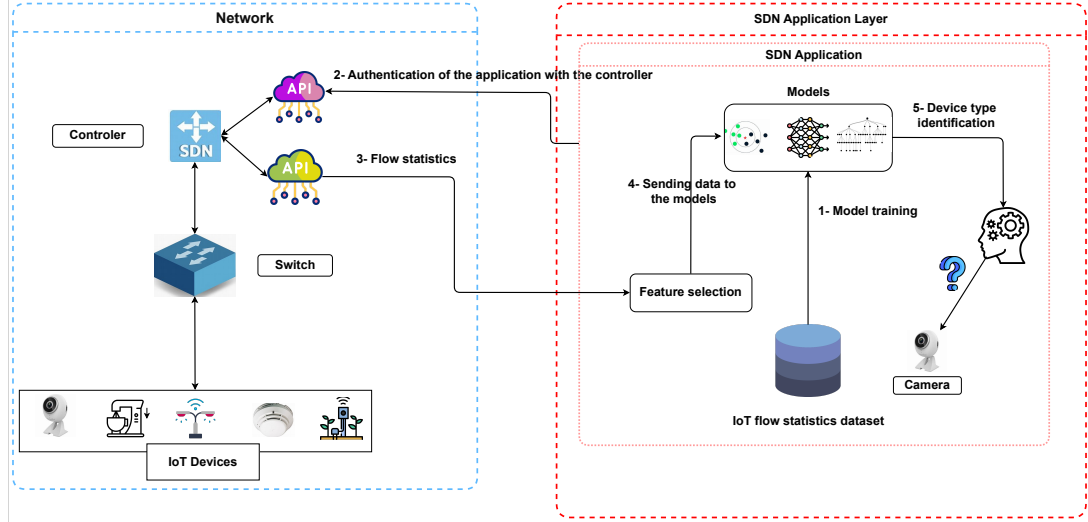 Network
SDN Application Layer
SDN Application
2- Authentication of the application with the controller
API
Controler
SDN
API
3- Flow statistics
Switch
Models
5- Device type
identification
4- Sending data to
the models
1- Model training
Feature selection
Camera
IoT flow statistics dataset
IoT Devices